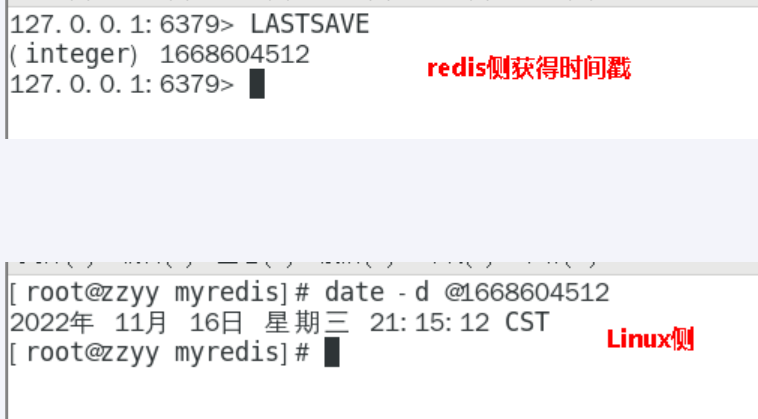 127.0.0.1:6379> LASTSAVE
(integer) 1668604512
redis侧获得时间戳
127.0.0.1:6379>
[root@zzyy myredis]# date -d @1668604512
2022年 11月 16日 星期三 21:15:12 CST
Linux侧
[root@zzyy myredis]#